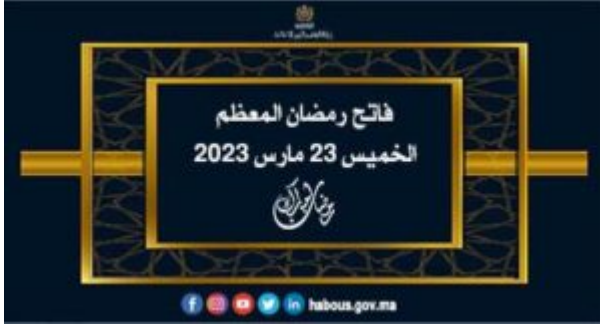 فاتح رمضان المعظم
الخميس 23 مارس 2023
رمضان مبارك
habous.gov.ma